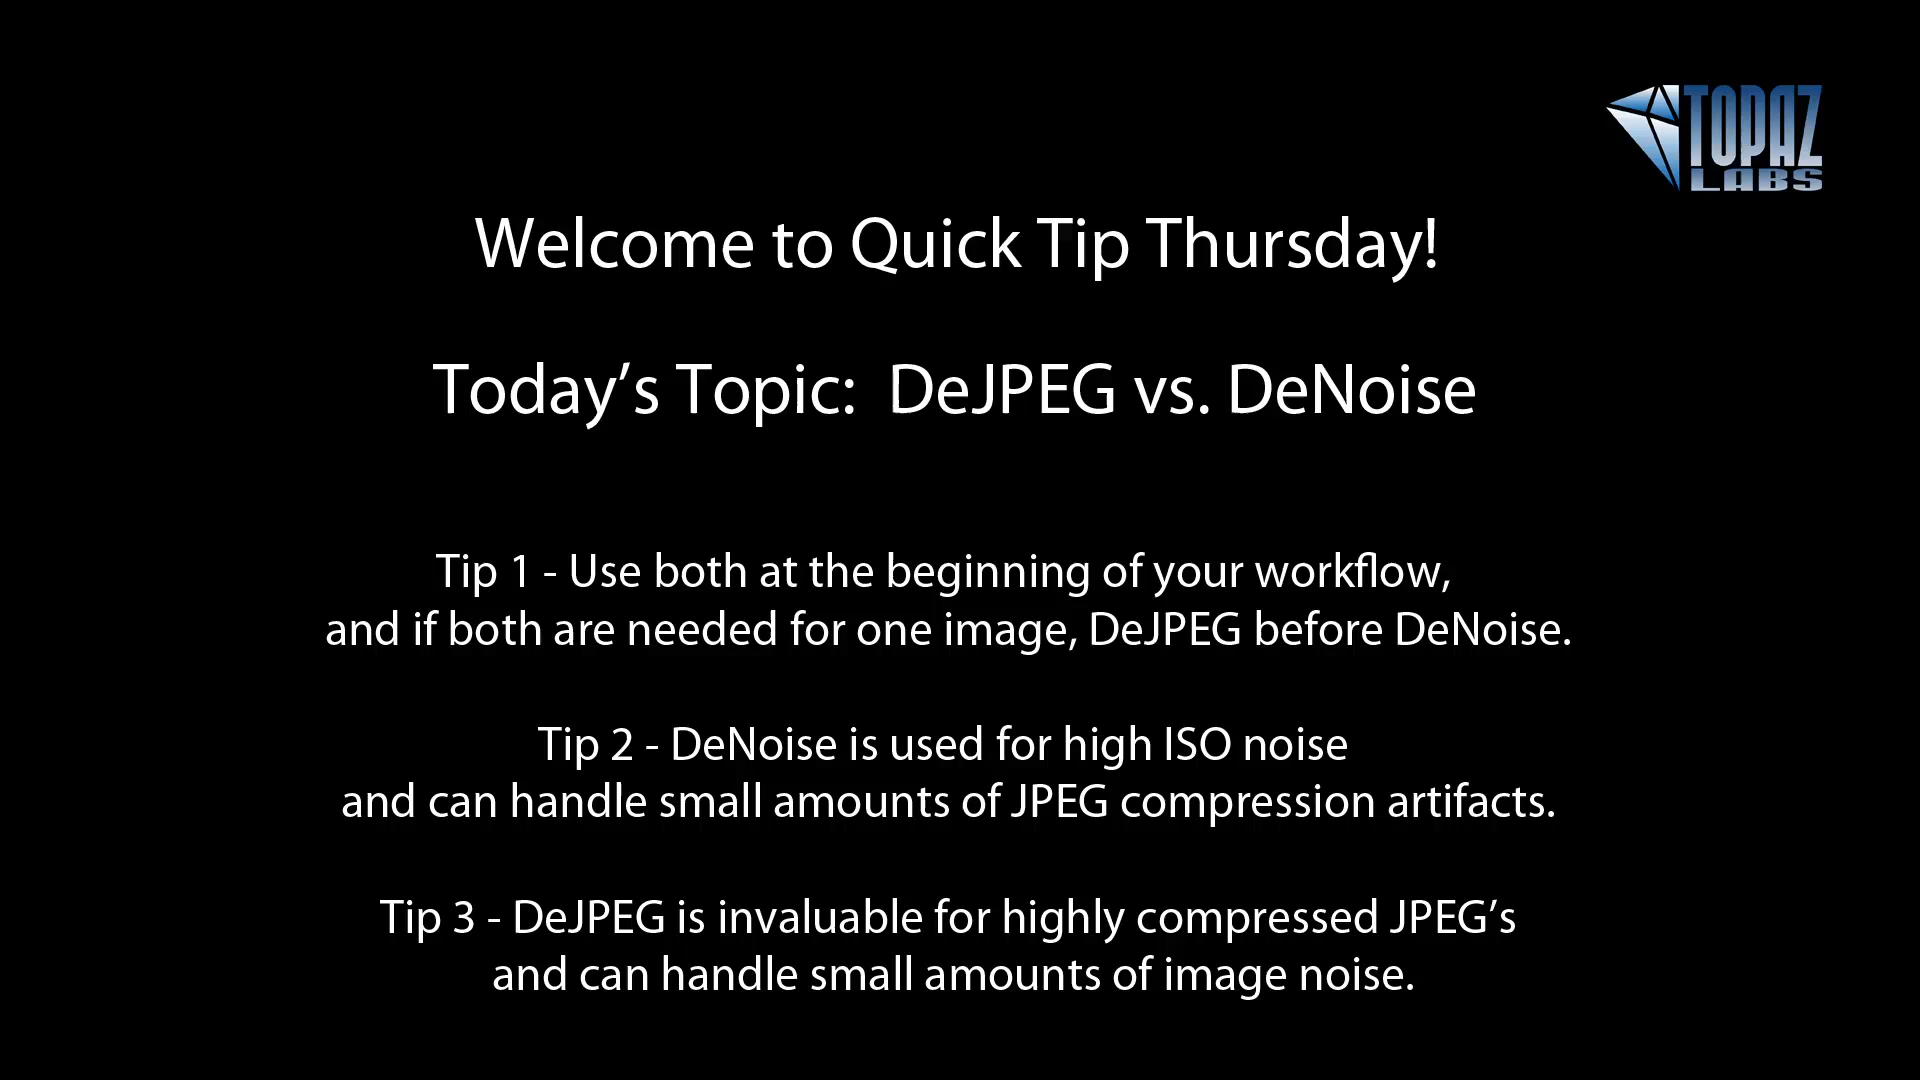 TOPAZ
LABS
Welcome to Quick Tip Thursday!
Today’s Topic:  DeJPEG vs. DeNoise
Tip 1 - Use both at the beginning of your workflow,
and if both are needed for one image, DeJPEG before DeNoise.
Tip 2 - DeNoise is used for high ISO noise
and can handle small amounts of JPEG compression artifacts.
Tip 3 - DeJPEG is invaluable for highly compressed JPEG’s
and can handle small amounts of image noise.